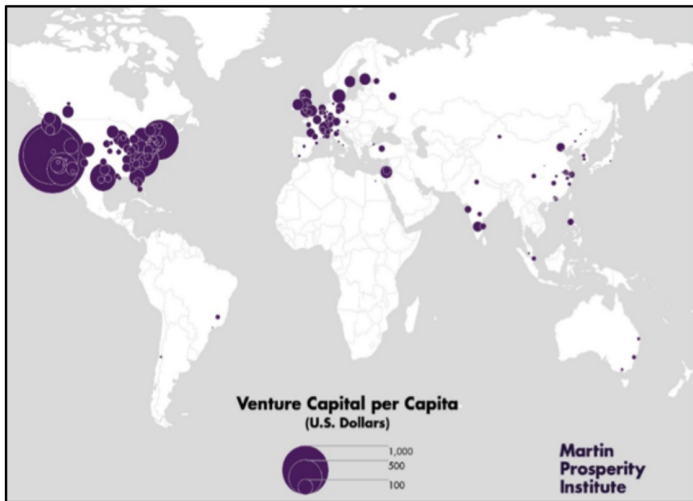 Venture Capital per Capita
(U.S. Dollars)
1,000
500
100
Martin
Prosperity
Institute